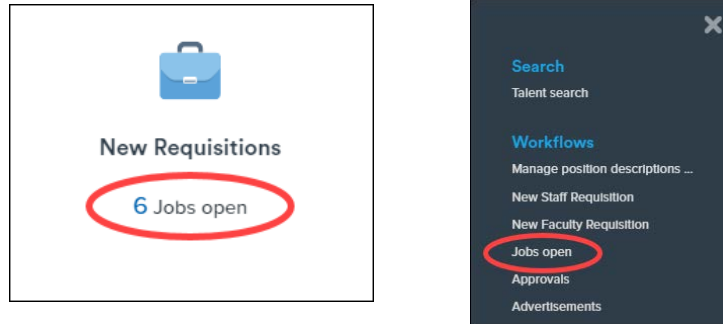 New Requisitions
6 Jobs open
Search
Talent search
Workflows
Manage position descriptions ...
New Staff Requisition
New Faculty Requisition
Jobs open
Approvals
Advertisements